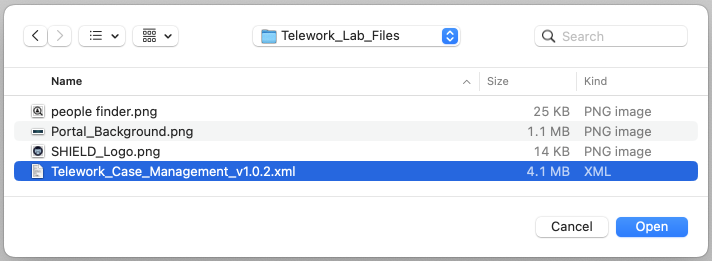 Telework_Lab_Files
Search
Name Size Kind
people finder.png 25 KB PNG image
Portal_Background.png 1.1 MB PNG image
SHIELD_Logo.png 14 KB PNG image
Telework_Case_Management_v1.0.2.xml 4.1 MB XML
Cancel Open